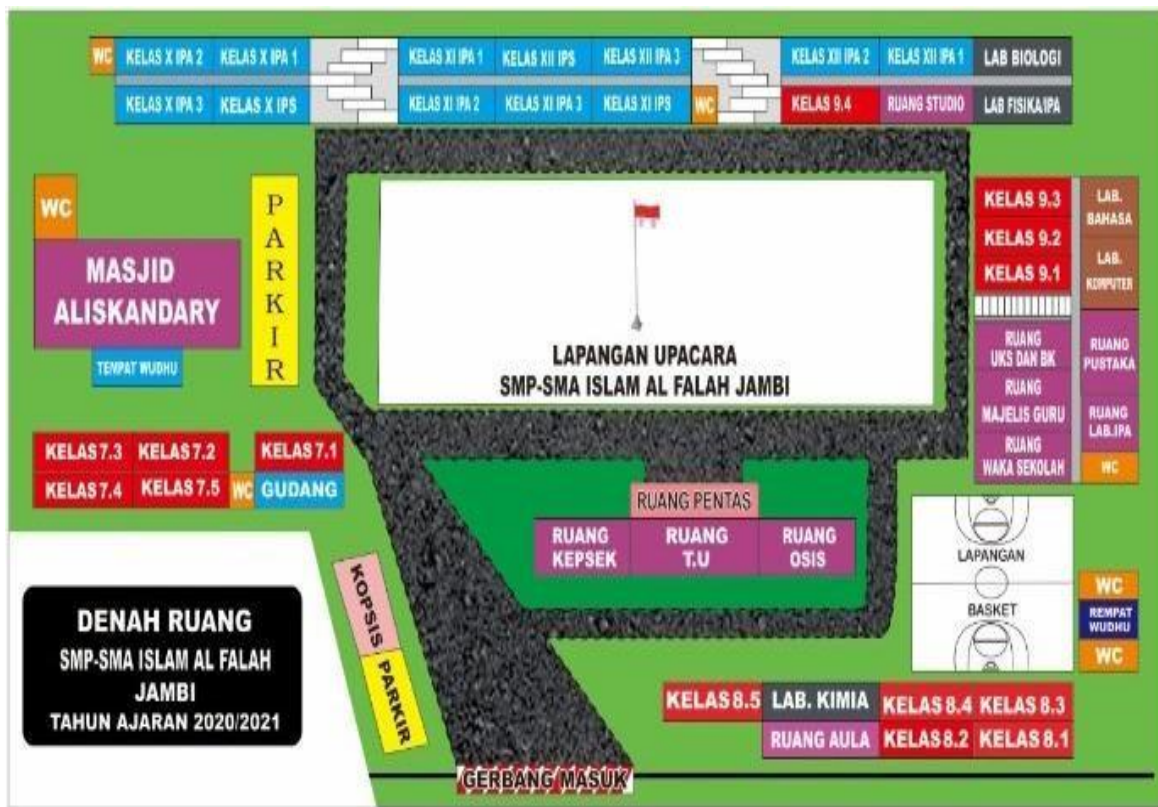 WC KELAS X IPA 2 KELAS X IPA 1 KELAS XI IPA 1 KELAS XII IPS KELAS XII IPA 3 KELAS XII IPA 2 KELAS XII IPA 1 LAB BIOLOGI
KELAS X IPA 3 KELAS X IPS KELAS XI IPA 2 KELAS XI IPA 3 KELAS XI IPS WC KELAS 9.4 RUANG STUDIO LAB FISIKA/IPA
WC
MASJID
ALISKANDARY
TEMPAT WUDHU
PARKIR
LAPANGAN UPACARA
SMP-SMA ISLAM AL FALAH JAMBI
KELAS 9.3
KELAS 9.2
KELAS 9.1
LAB.
BAHASA
LAB.
KOMPUTER
RUANG
UKS DAN BK
RUANG
MAJELIS GURU
RUANG
WAKA SEKOLAH
RUANG
PUSTAKA
RUANG
LAB.IPA
WC
KELAS 7.3 KELAS 7.2 KELAS 7.1
KELAS 7.4 KELAS 7.5 WC GUDANG
RUANG PENTAS
RUANG
KEPSEK
RUANG
T.U
RUANG
OSIS
LAPANGAN
BASKET
WC
REMPAT
WUDHU
WC
DENAH RUANG
SMP-SMA ISLAM AL FALAH
JAMBI
TAHUN AJARAN 2020/2021
KOPSIS
PARKIR
KELAS 8.5 LAB. KIMIA KELAS 8.4 KELAS 8.3
RUANG AULA KELAS 8.2 KELAS 8.1
GERBANG MASUK